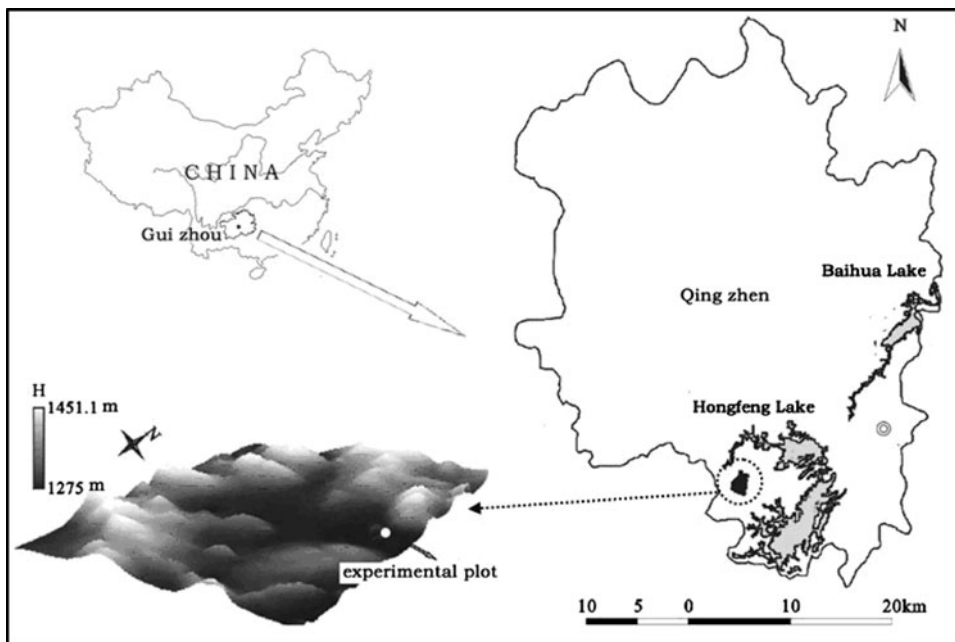 N
CHINA
Gui zhou
Baihua Lake
Qing zhen
H
1451.1 m
N
1275 m
Hongfeng Lake
experimental plot
10 5 0 10 20km